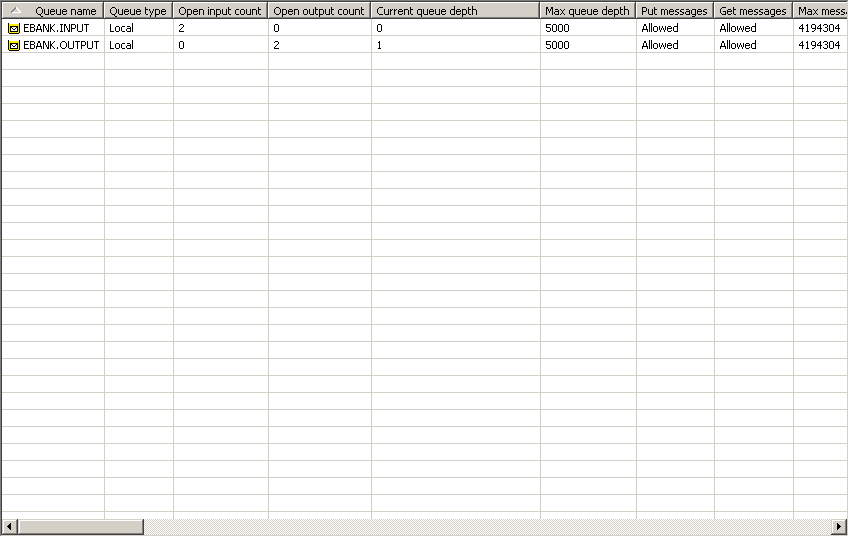 Queue name Queue type Open input count Open output count Current queue depth Max queue depth Put messages Get messages Max mess
EBANK.INPUT Local 2 0 0 5000 Allowed Allowed 4194304
EBANK.OUTPUT Local 0 2 1 5000 Allowed Allowed 4194304